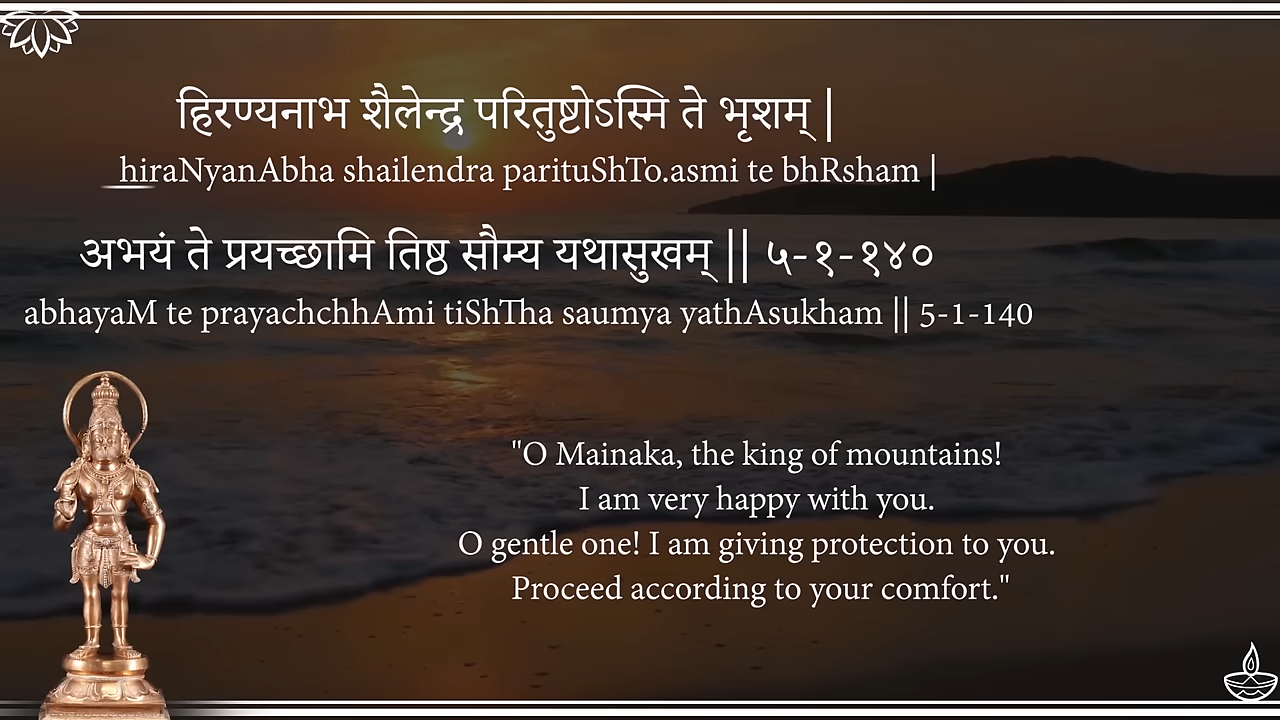 हिरण्यनाभ शैलेन्द्र परितुष्टोऽस्मि ते भृशम् |
hiraNyanAbha shailendra parituShTo.asmi te bhRsham |
अभयं ते प्रयच्छामि तिष्ठ सौम्य यथासुखम् || ५-१-१४०
abhayaM te prayachchhAmi tiShTha saumya yathAsukham || 5-1-140
"O Mainaka, the king of mountains!
I am very happy with you.
O gentle one! I am giving protection to you.
Proceed according to your comfort."